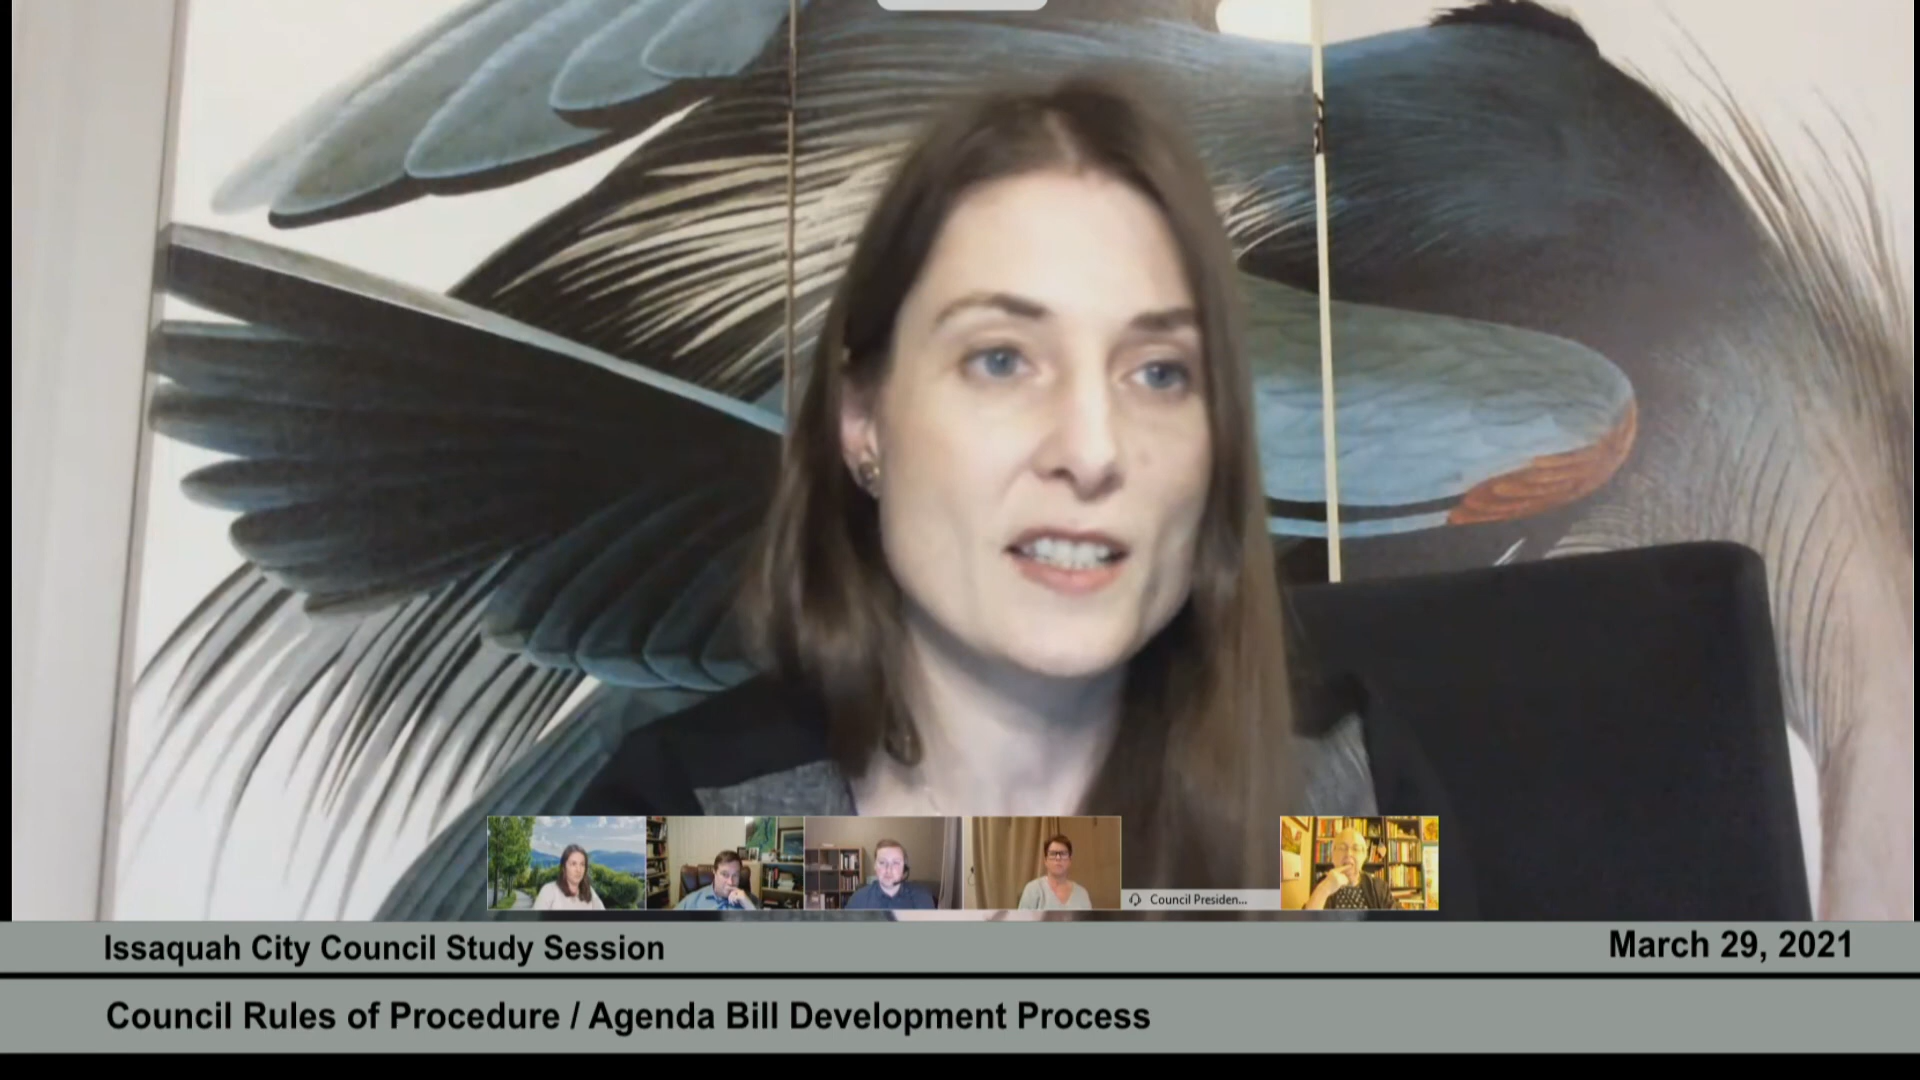 Council Presiden...
Issaquah City Council Study Session
March 29, 2021
Council Rules of Procedure / Agenda Bill Development Process